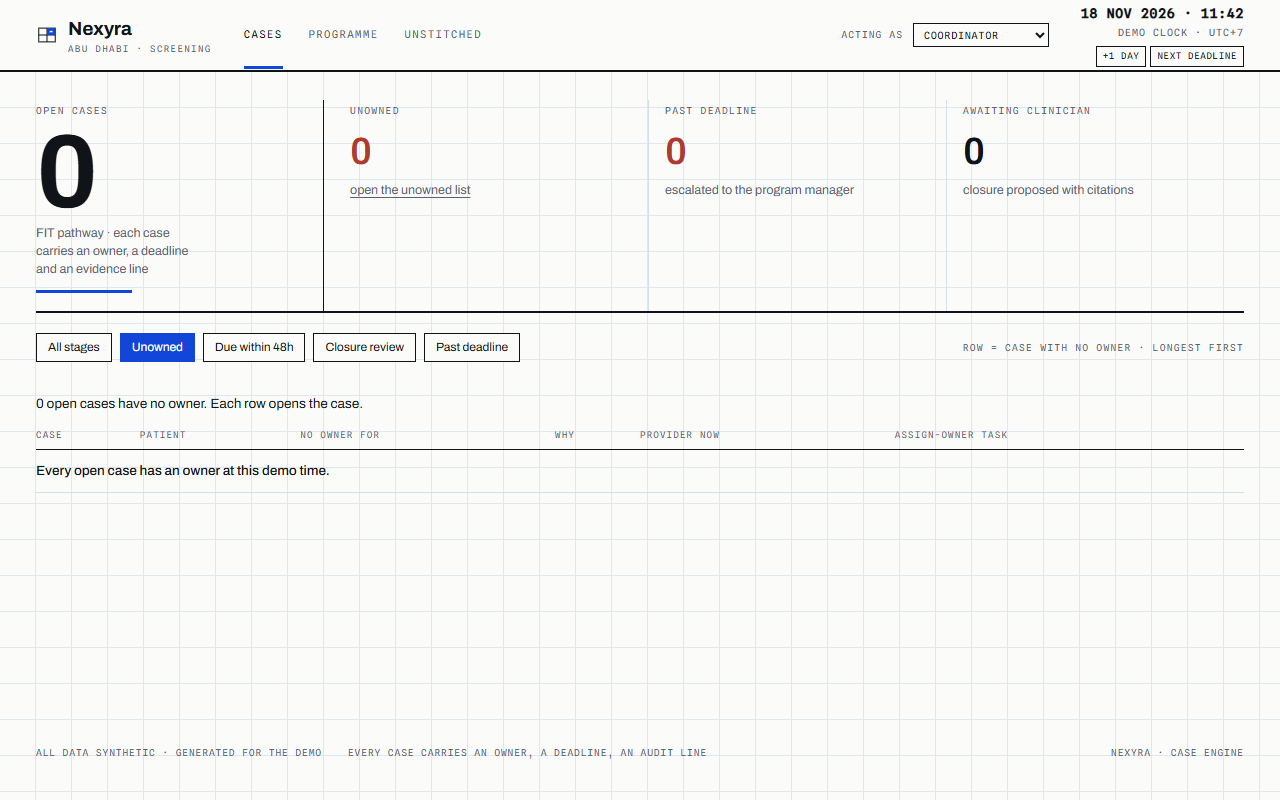 Nexyra
ABU DHABI · SCREENING
CASES
PROGRAMME
UNSTITCHED
ACTING AS
COORDINATOR
18 NOV 2026 · 11:42
DEMO CLOCK · UTC+7
+1 DAY
NEXT DEADLINE
OPEN CASES
0
FIT pathway · each case
carries an owner, a deadline
and an evidence line
UNOWNED
0
open the unowned list
PAST DEADLINE
0
escalated to the program manager
AWAITING CLINICIAN
0
closure proposed with citations
All stages
Unowned
Due within 48h
Closure review
Past deadline
ROW = CASE WITH NO OWNER · LONGEST FIRST
0 open cases have no owner. Each row opens the case.
CASE
PATIENT
NO OWNER FOR
WHY
PROVIDER NOW
ASSIGN-OWNER TASK
Every open case has an owner at this demo time.
ALL DATA SYNTHETIC · GENERATED FOR THE DEMO
EVERY CASE CARRIES AN OWNER, A DEADLINE, AN AUDIT LINE
NEXYRA · CASE ENGINE